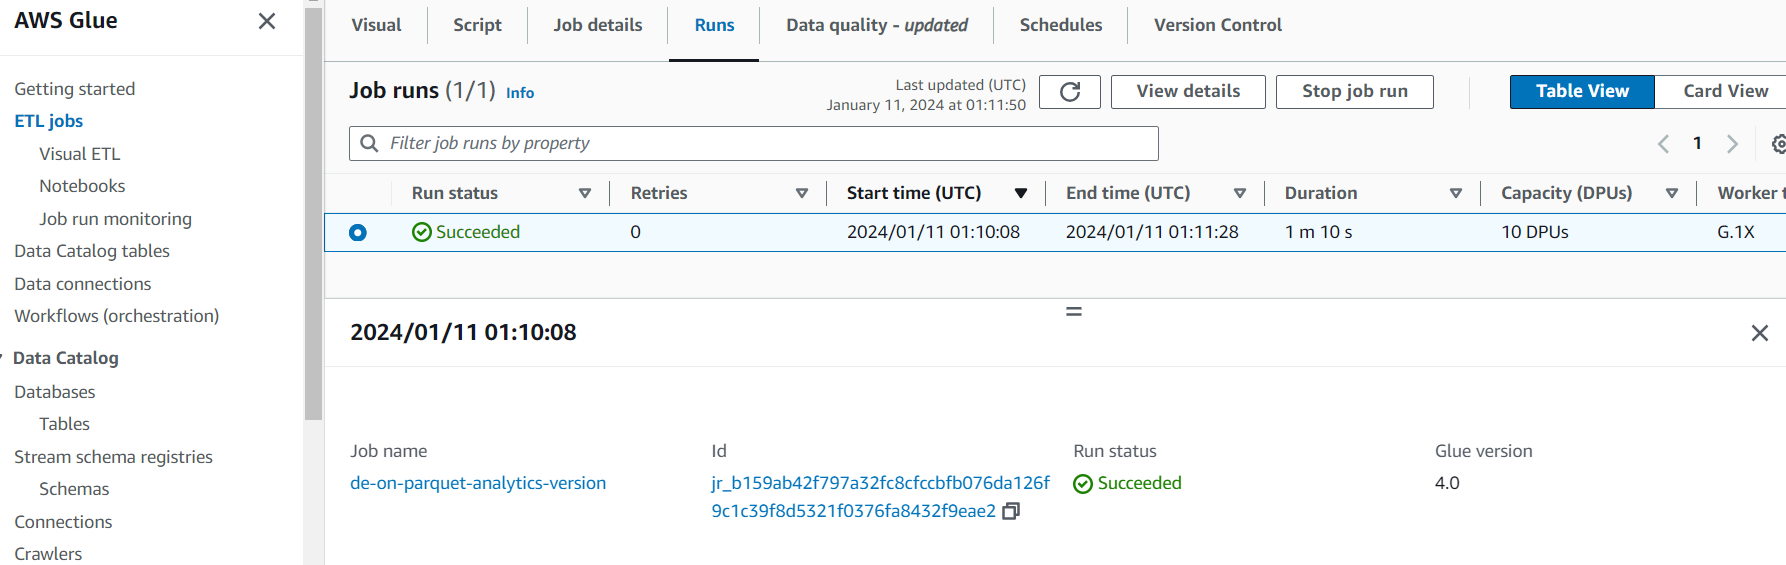 AWS Glue
Getting started
ETL jobs
Visual ETL
Notebooks
Job run monitoring
Data Catalog tables
Data connections
Workflows (orchestration)
Data Catalog
Databases
Tables
Stream schema registries
Schemas
Connections
Crawlers
Visual Script Job details Runs Data quality - updated Schedules Version Control
Job runs (1/1) Info
Last updated (UTC)
January 11, 2024 at 01:11:50
View details Stop job run Table View Card View
Filter job runs by property
1
Run status Retries Start time (UTC) End time (UTC) Duration Capacity (DPUs) Worker t
Succeeded 0 2024/01/11 01:10:08 2024/01/11 01:11:28 1 m 10 s 10 DPUs G.1X
2024/01/11 01:10:08
Job name Id Run status Glue version
de-on-parquet-analytics-version jr_b159ab42f797a32fc8cfccbfb076da126f Succeeded 4.0
9c1c39f8d5321f0376fa8432f9eae2